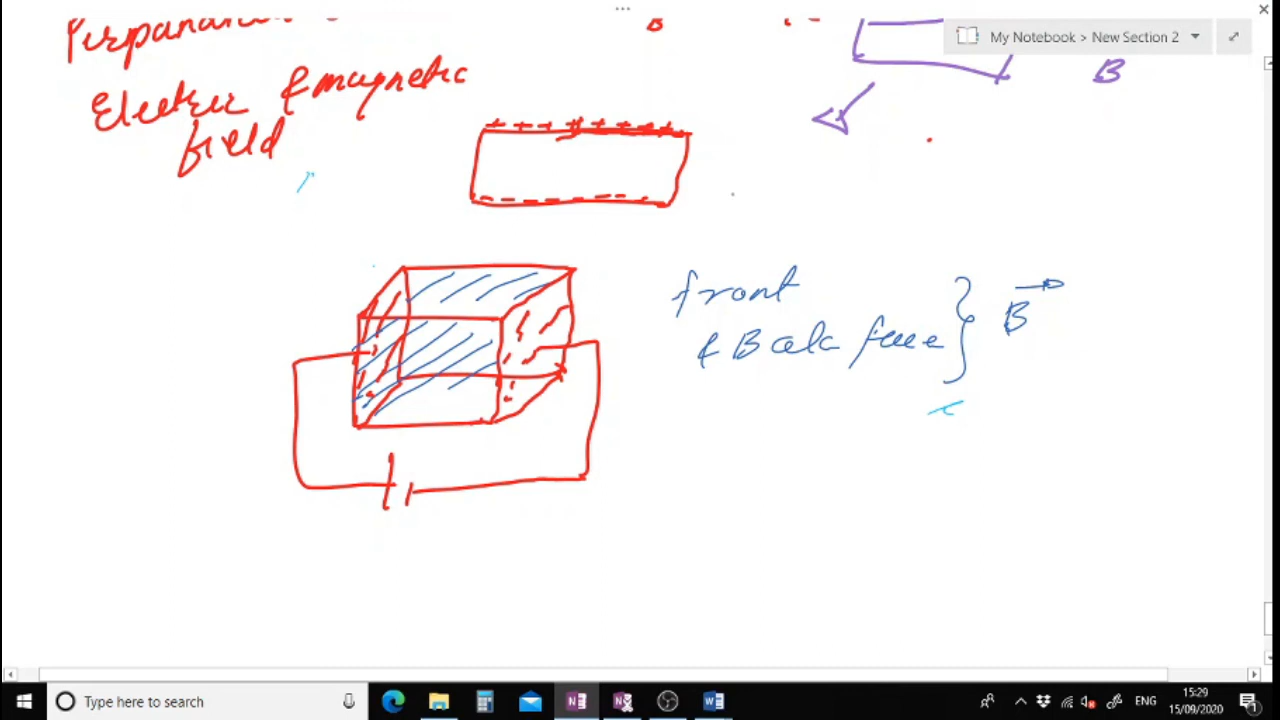 B
My Notebook > New Section 2
B
Electric & magnetic
field
+ + + + + + + +
- - - - - - - - -
front
& Back face } B
Type here to search
ENG
15:29
15/09/2020
1